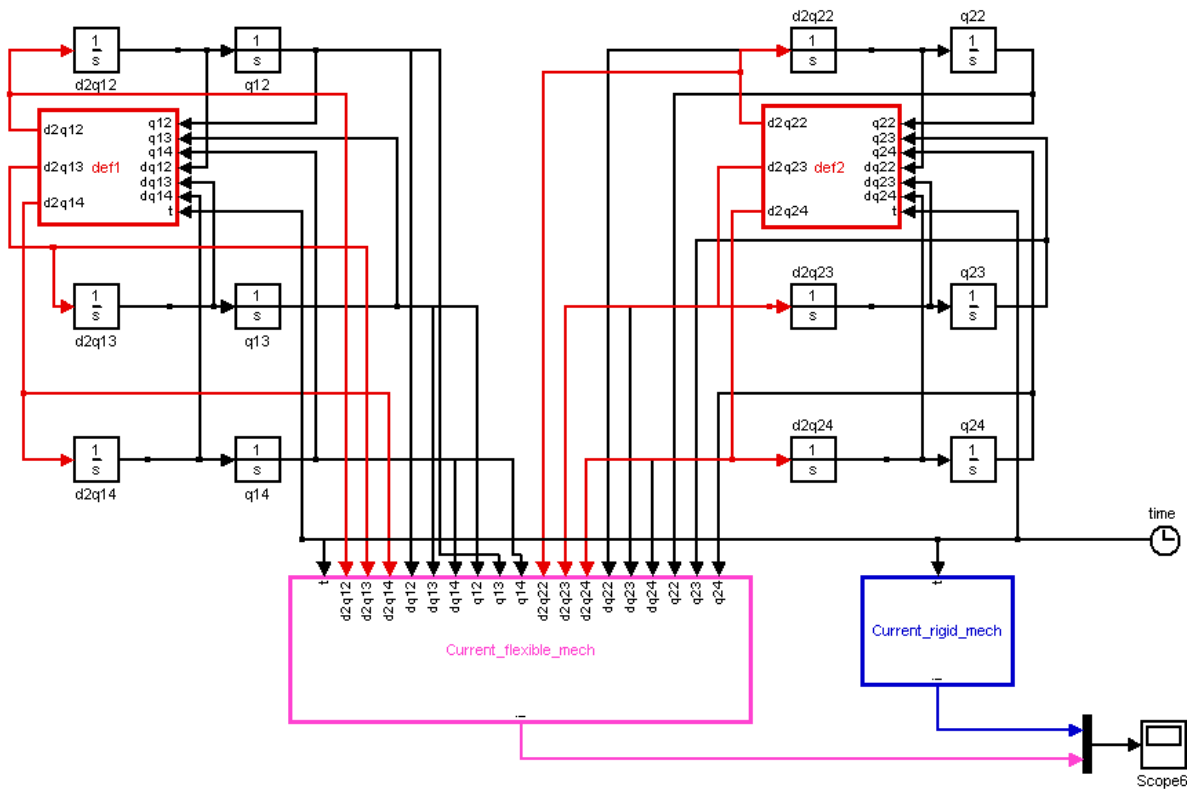 d2q22
q22
1
s
1
s
1
s
1
s
d2q12
q12
d2q12
d2q13
d2q14
def1
q12
q13
q14
dq12
dq13
dq14
t
d2q22
d2q23
d2q24
def2
q22
q23
q24
dq22
dq23
dq24
t
d2q23
q23
1
s
1
s
1
s
1
s
d2q13
q13
d2q24
q24
1
s
1
s
1
s
1
s
d2q14
q14
time
t
d2q12
d2q13
d2q14
dq12
dq13
dq14
q12
q13
q14
d2q22
d2q23
d2q24
dq22
dq23
dq24
q22
q23
q24
t
Current_flexible_mech
Current_rigid_mech
i
i
Scope6